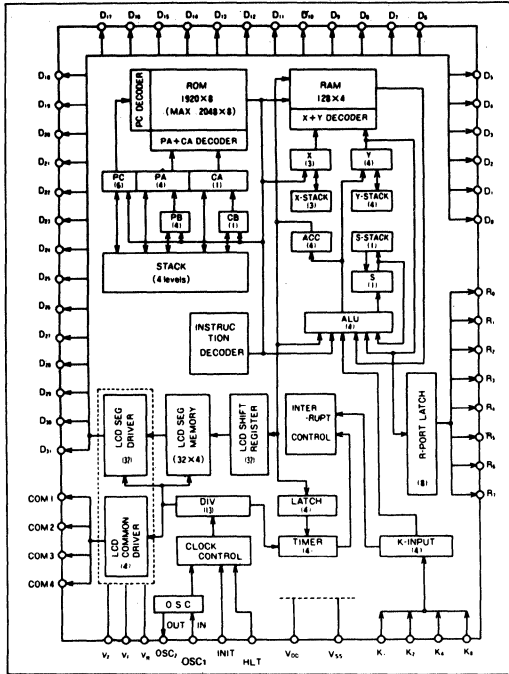 D17 D16 D15 D14 D13 D12 D11 D10 D9 D8 D7 D6
D18
D19
D20
D21
D22
D23
D24
D25
D26
D27
D28
D29
D30
D31
COM 1
COM 2
COM 3
COM 4
PC DECODER
ROM
1920×8
(MAX. 2048×8)
PA+CA DECODER
PC
(6)
PA
(4)
CA
(1)
PB
(4)
CB
(1)
STACK
(4 levels)
RAM
128×4
X+Y DECODER
X
(3)
Y
(4)
X-STACK
(3)
Y-STACK
(4)
ACC
(4)
S-STACK
(1)
S
(1)
ALU
(4)
INSTRUC
TION
DECODER
LCD SEG
DRIVER
(32)
LCD SEG
MEMORY
(32×4)
LCD SHIFT
REGISTER
(32)
INTER
-RUPT
CONTROL
R-PORT LATCH
(8)
LCD
COMMON
DRIVER
(4)
DIV
(13)
LATCH
(4)
CLOCK
CONTROL
TIMER
(4)
K-INPUT
(4)
OSC
OUT IN
D5
D4
D3
D2
D1
D0
R0
R1
R2
R3
R4
R5
R6
R7
OSC2 OSC1 INIT HLT VSS K1 K2 K4 K8